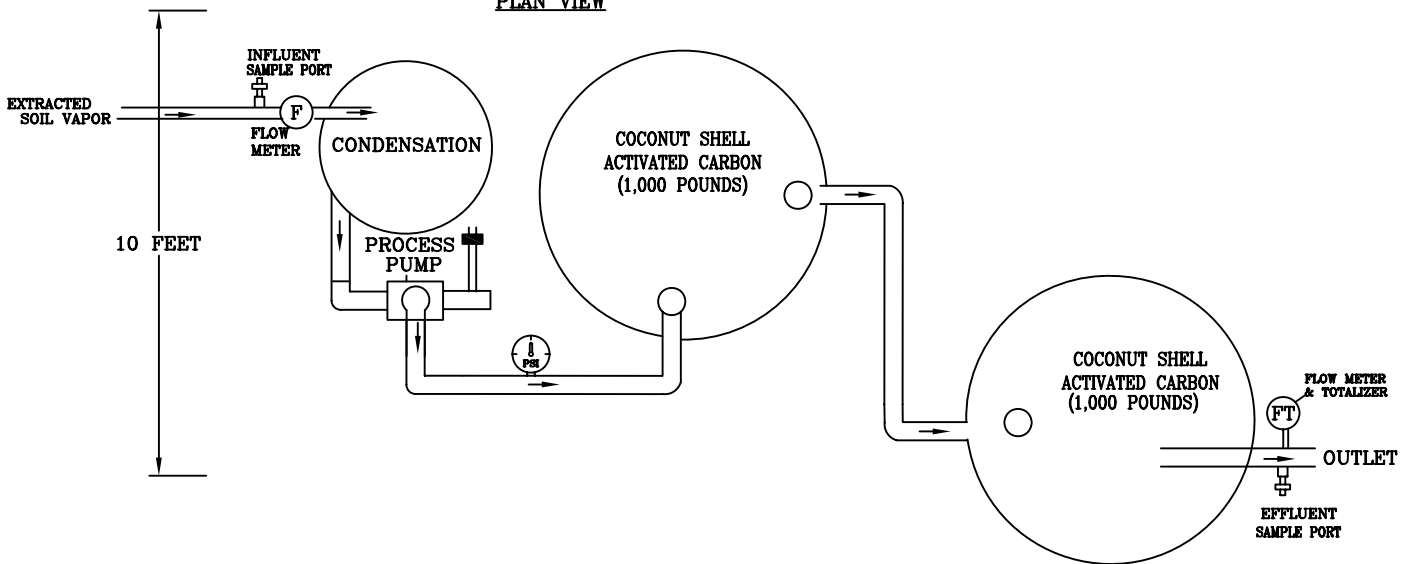 PLAN VIEW
INFLUENT
SAMPLE PORT
EXTRACTED
SOIL VAPOR
F
FLOW
METER
CONDENSATION
COCONUT SHELL
ACTIVATED CARBON
(1,000 POUNDS)
10 FEET
PROCESS
PUMP
PSI
COCONUT SHELL
ACTIVATED CARBON
(1,000 POUNDS)
FLOW METER
& TOTALIZER
FT
OUTLET
EFFLUENT
SAMPLE PORT